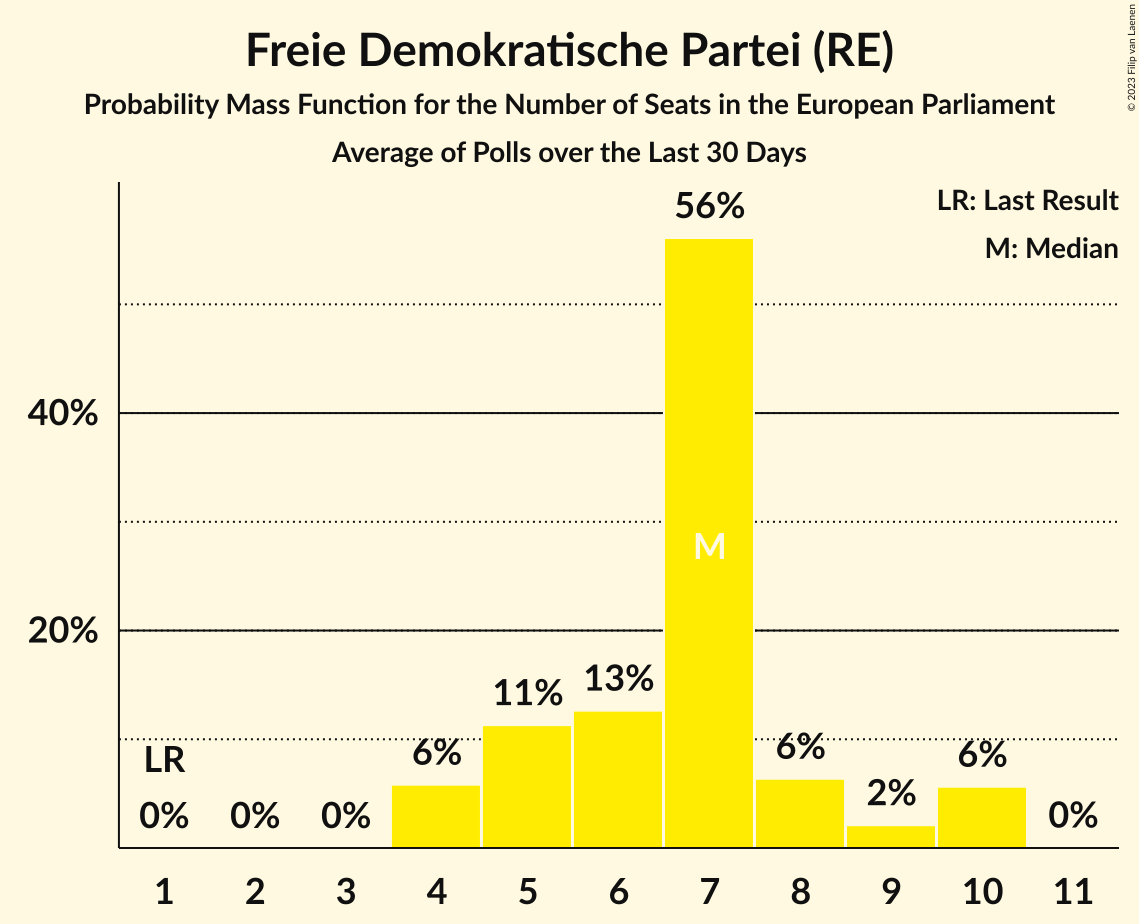 Freie Demokratische Partei (RE)
Probability Mass Function for the Number of Seats in the European Parliament
Average of Polls over the Last 30 Days
© 2023 Filip van Laenen
LR: Last Result
M: Median
56%
40%
M
20%
13%
11%
LR
6%
6%
6%
2%
0%
0%
0%
0%
1 2 3 4 5 6 7 8 9 10 11